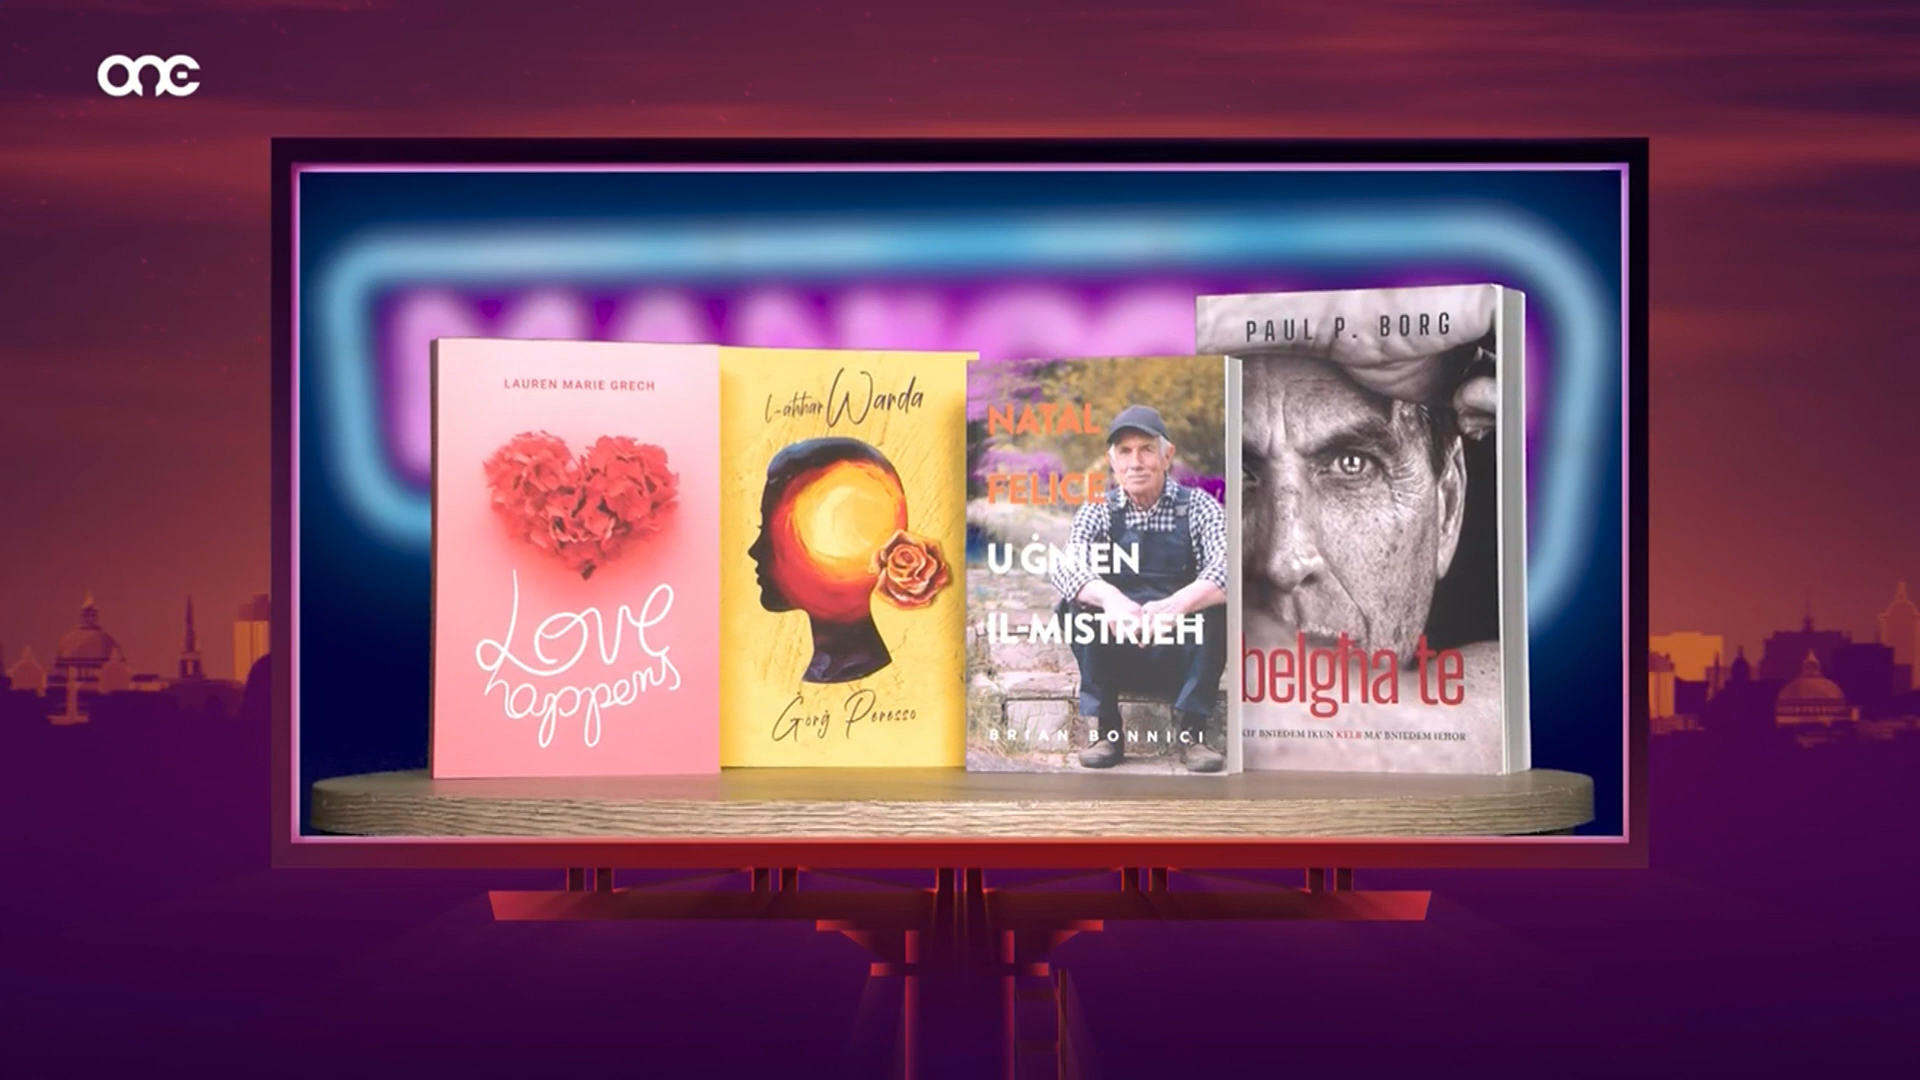 one
LAUREN MARIE GRECH
Love
happens
L-aħħar Warda
Ġorġ Peresso
NATAL
FELICE
U ĠNIEN
IL-MISTRIEĦ
BRIAN BONNICI
PAUL P. BORG
belgħa te
KIF BNIEDEM IKUN KELB MA' BNIEDEM IEĦOR